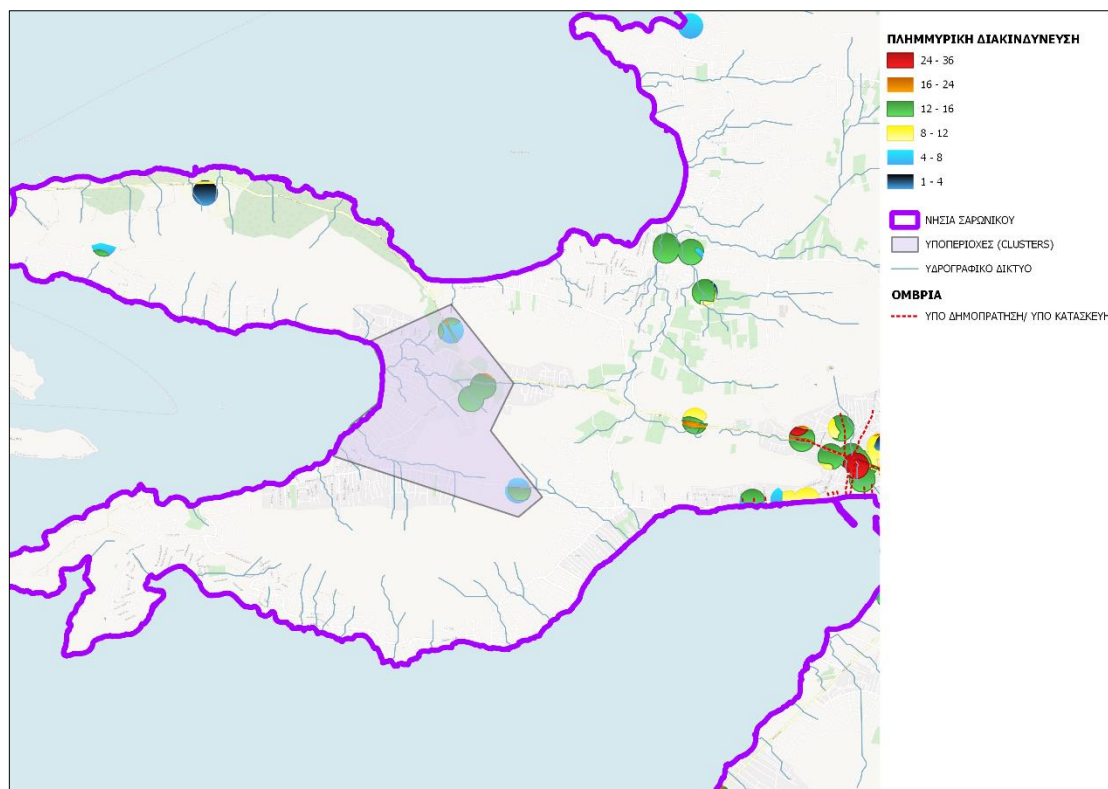 ΠΛΗΜΜΥΡΙΚΗ ΔΙΑΚΙΝΔΥΝΕΥΣΗ
24 - 36
16 - 24
12 - 16
8 - 12
4 - 8
1 - 4
ΝΗΣΙΑ ΣΑΡΩΝΙΚΟΥ
ΥΠΟΠΕΡΙΟΧΕΣ (CLUSTERS)
ΥΔΡΟΓΡΑΦΙΚΟ ΔΙΚΤΥΟ
ΟΜΒΡΙΑ
ΥΠΟ ΔΗΜΟΠΡΑΤΗΣΗ/ ΥΠΟ ΚΑΤΑΣΚΕΥΗ